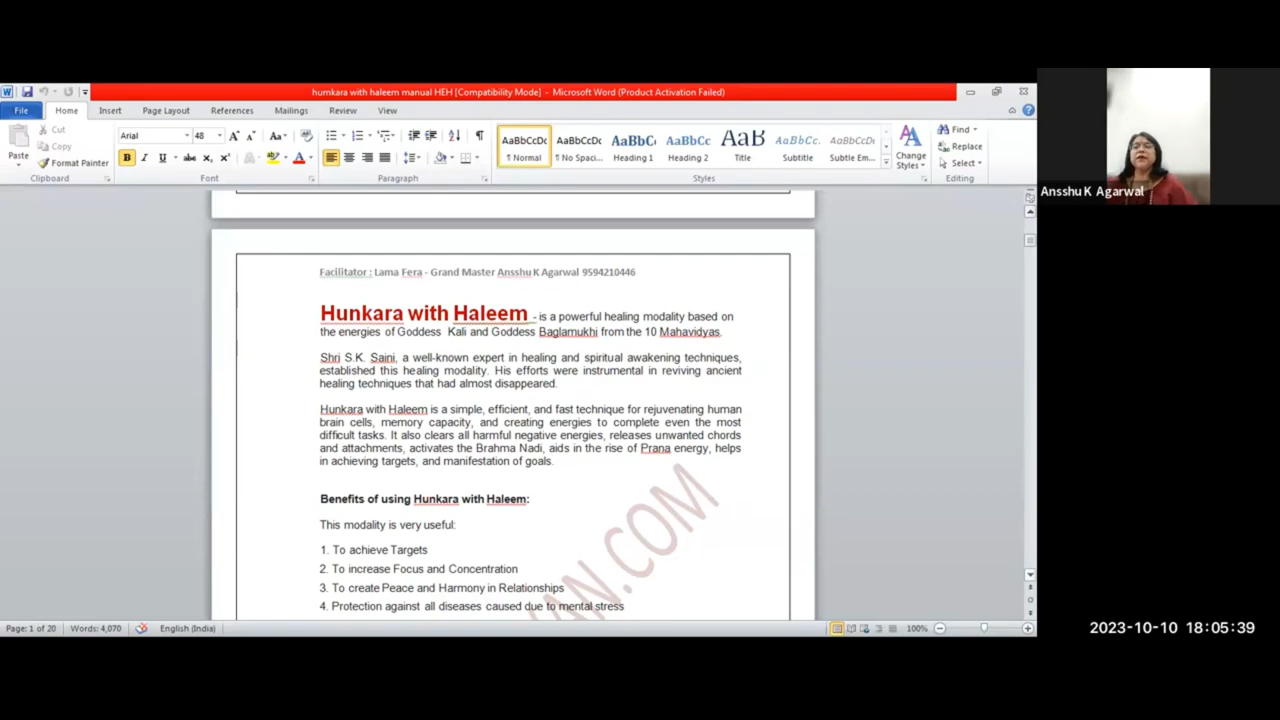 humkara with haleem manual HEH [Compatibility Mode] - Microsoft Word (Product Activation Failed)
File Home Insert Page Layout References Mailings Review View
Paste
Cut
Copy
Format Painter
Clipboard
Arial 48
Font
Paragraph
AaBbCcDc AaBbCcDc AaBbC AaBbCc AaB AaBbCc. AaBbCcDc
¶ Normal ¶ No Spaci... Heading 1 Heading 2 Title Subtitle Subtle Em...
Change Styles
Styles
Find
Replace
Select
Editing
Ansshu K Agarwal
Facilitator : Lama Fera - Grand Master Ansshu K Agarwal 9594210446
Hunkara with Haleem - is a powerful healing modality based on
the energies of Goddess Kali and Goddess Baglamukhi from the 10 Mahavidyas.
Shri S.K. Saini, a well-known expert in healing and spiritual awakening techniques,
established this healing modality. His efforts were instrumental in reviving ancient
healing techniques that had almost disappeared.
Hunkara with Haleem is a simple, efficient, and fast technique for rejuvenating human
brain cells, memory capacity, and creating energies to complete even the most
difficult tasks. It also clears all harmful negative energies, releases unwanted chords
and attachments, activates the Brahma Nadi, aids in the rise of Prana energy, helps
in achieving targets, and manifestation of goals.
Benefits of using Hunkara with Haleem:
This modality is very useful:
1. To achieve Targets
2. To increase Focus and Concentration
3. To create Peace and Harmony in Relationships
4. Protection against all diseases caused due to mental stress
Page: 1 of 20 Words: 4,070 English (India) 100%
2023-10-10 18:05:39